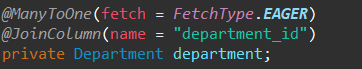 @ManyToOne(fetch = FetchType.EAGER)
@JoinColumn(name = "department_id")
private Department department;